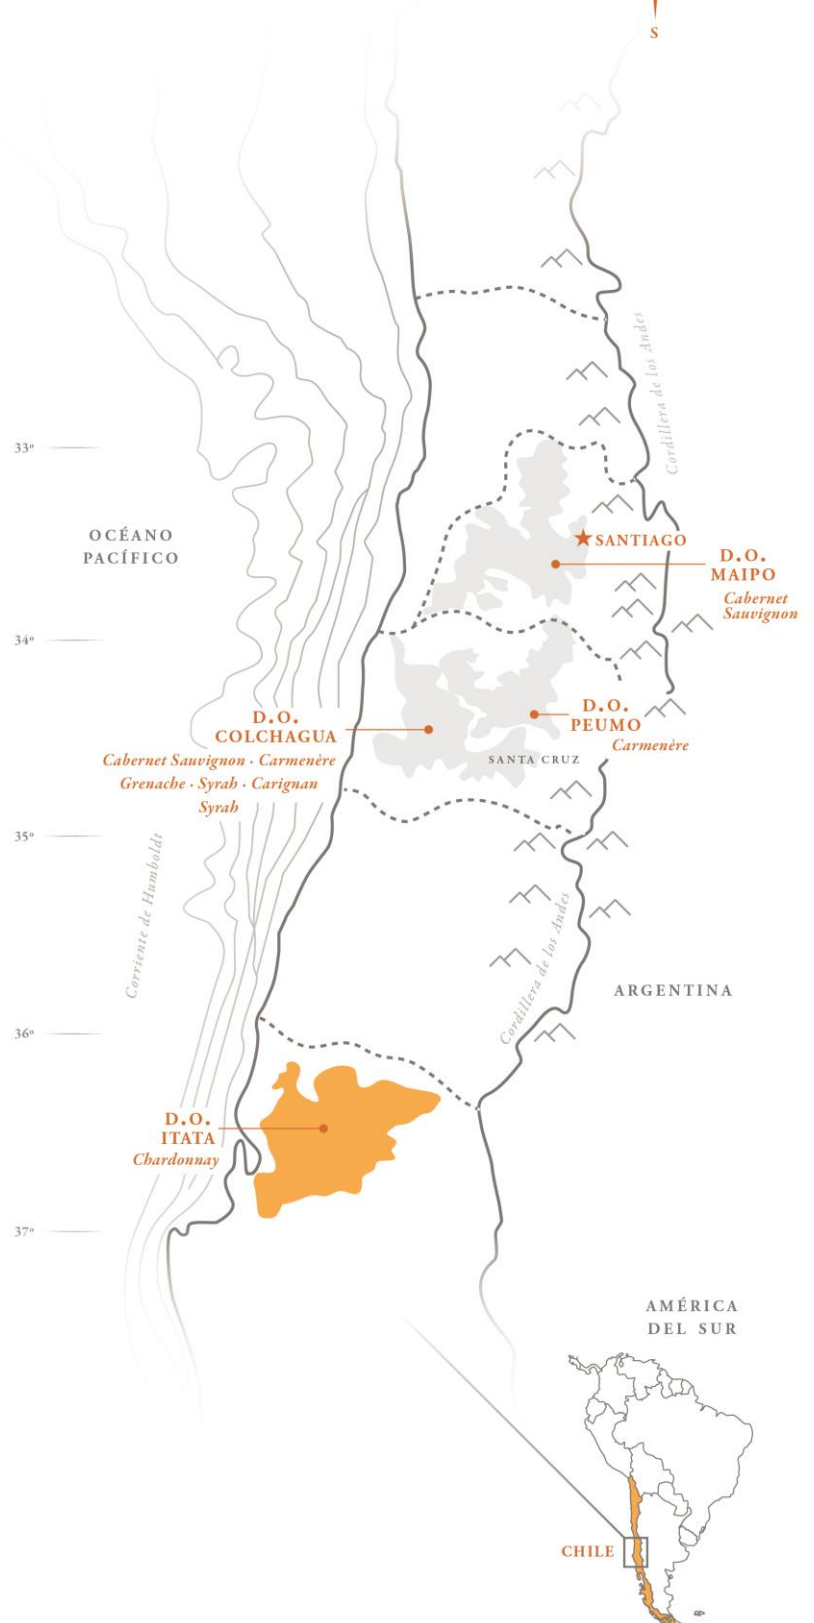 S
Cordillera de los Andes
33º
OCÉANO
PACÍFICO
SANTIAGO
D.O.
MAIPO
Cabernet
Sauvignon
34º
D.O.
COLCHAGUA
Cabernet Sauvignon · Carmenère
Grenache · Syrah · Carignan
Syrah
D.O.
PEUMO
Carmenère
SANTA CRUZ
35º
Corriente de Humboldt
Cordillera de los Andes
ARGENTINA
36º
D.O.
ITATA
Chardonnay
37º
AMÉRICA
DEL SUR
CHILE